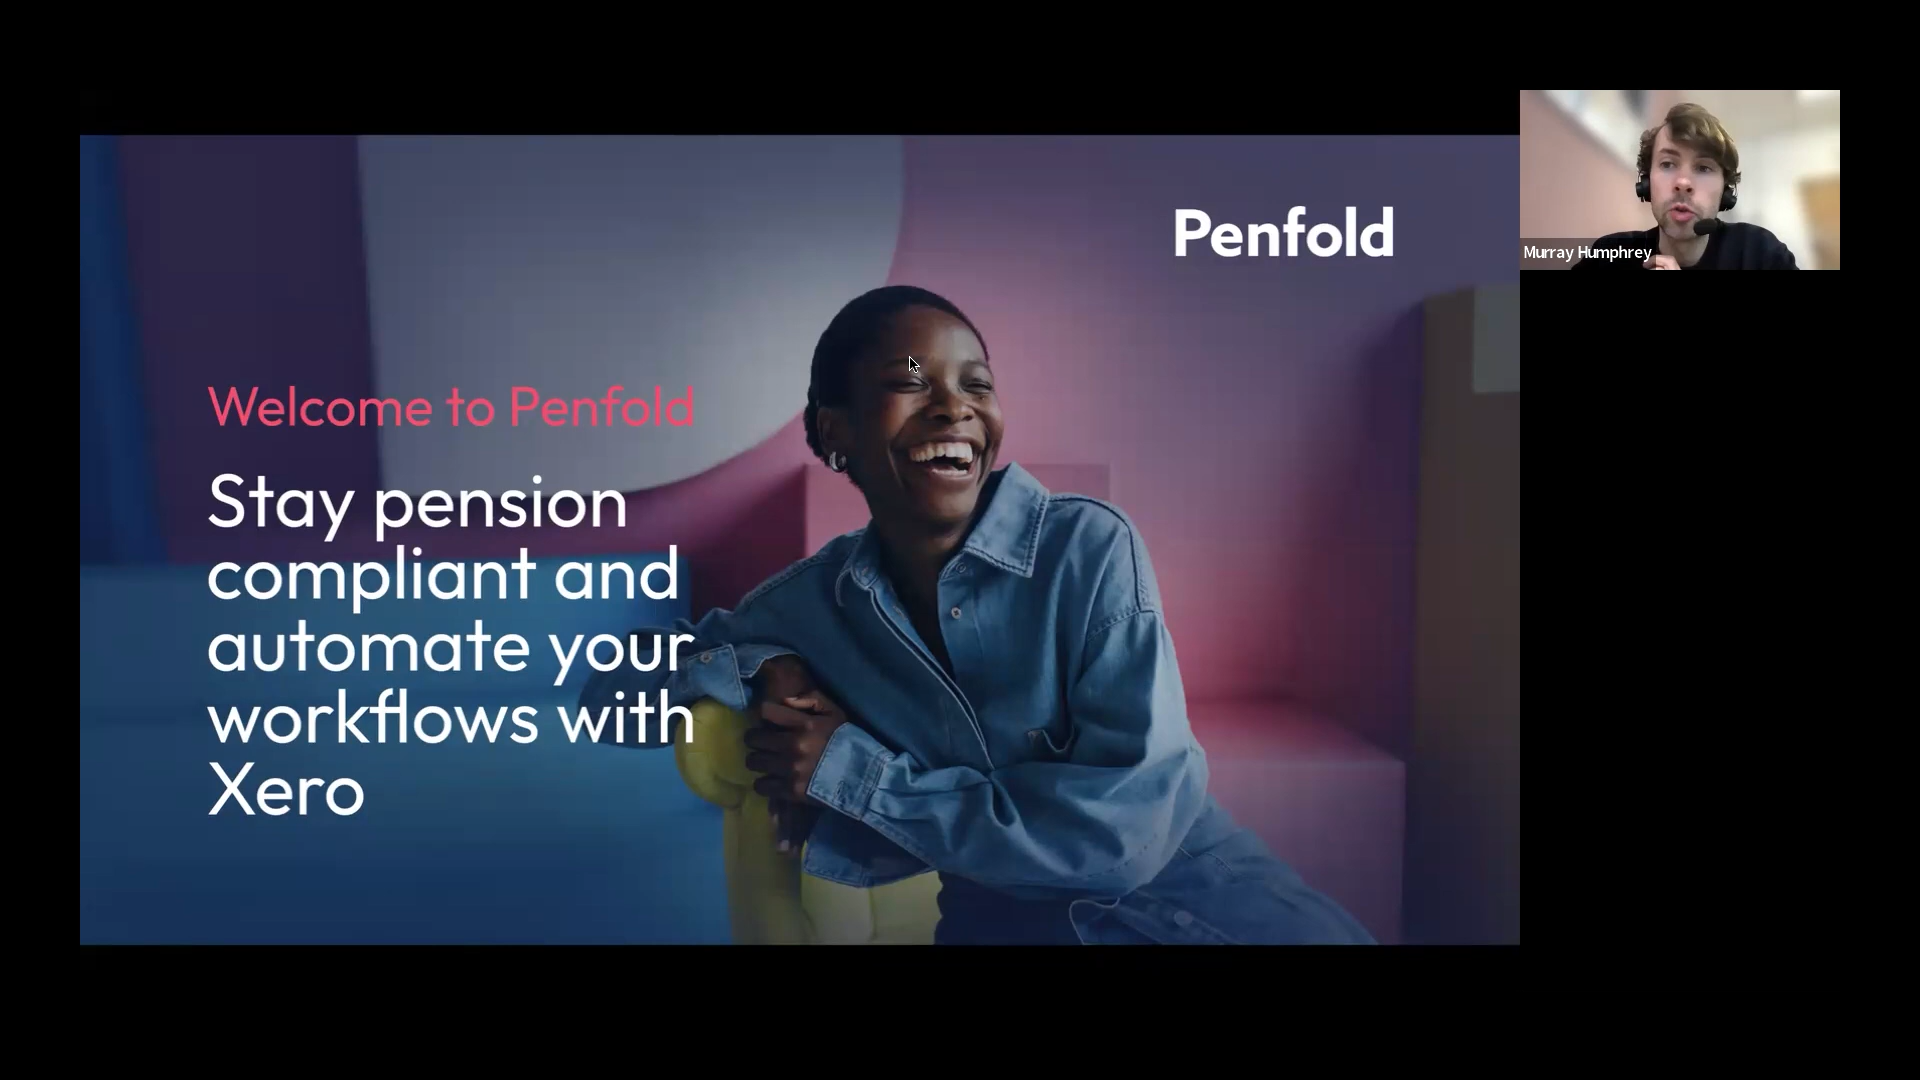 Penfold
Murray Humphrey
Welcome to Penfold
Stay pension
compliant and
automate your
workflows with
Xero